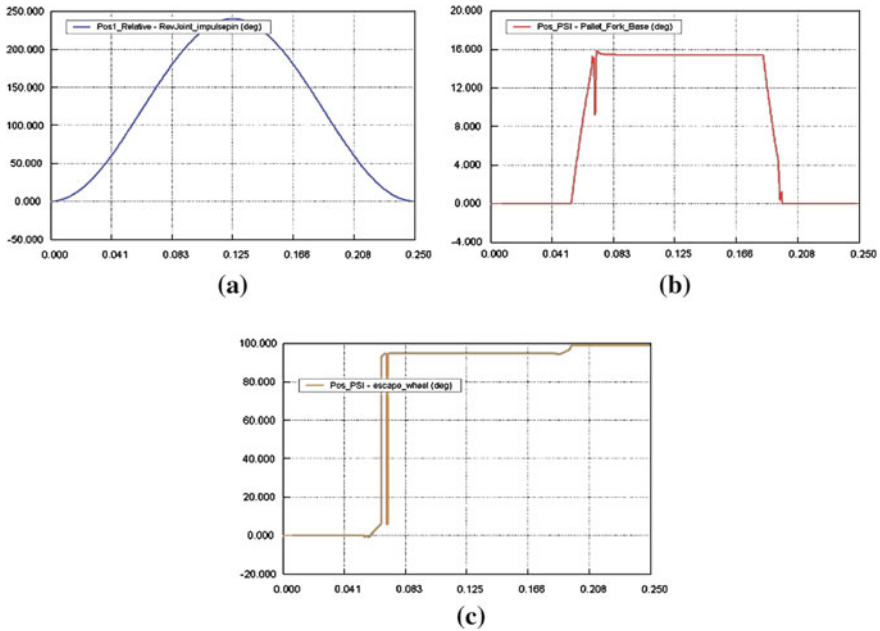 250.000
Pos1_Relative - RevJoint_impulsepin (deg)
200.000
150.000
100.000
50.000
0.000
-50.000
0.000 0.041 0.083 0.125 0.166 0.208 0.250
(a)
20.000
Pos_PSI - Pallet_Fork_Base (deg)
16.000
12.000
8.000
4.000
0.000
-4.000
0.000 0.041 0.083 0.125 0.166 0.208 0.250
(b)
100.000
Pos_PSI - escape_wheel (deg)
80.000
60.000
40.000
20.000
0.000
-20.000
0.000 0.041 0.083 0.125 0.166 0.208 0.250
(c)